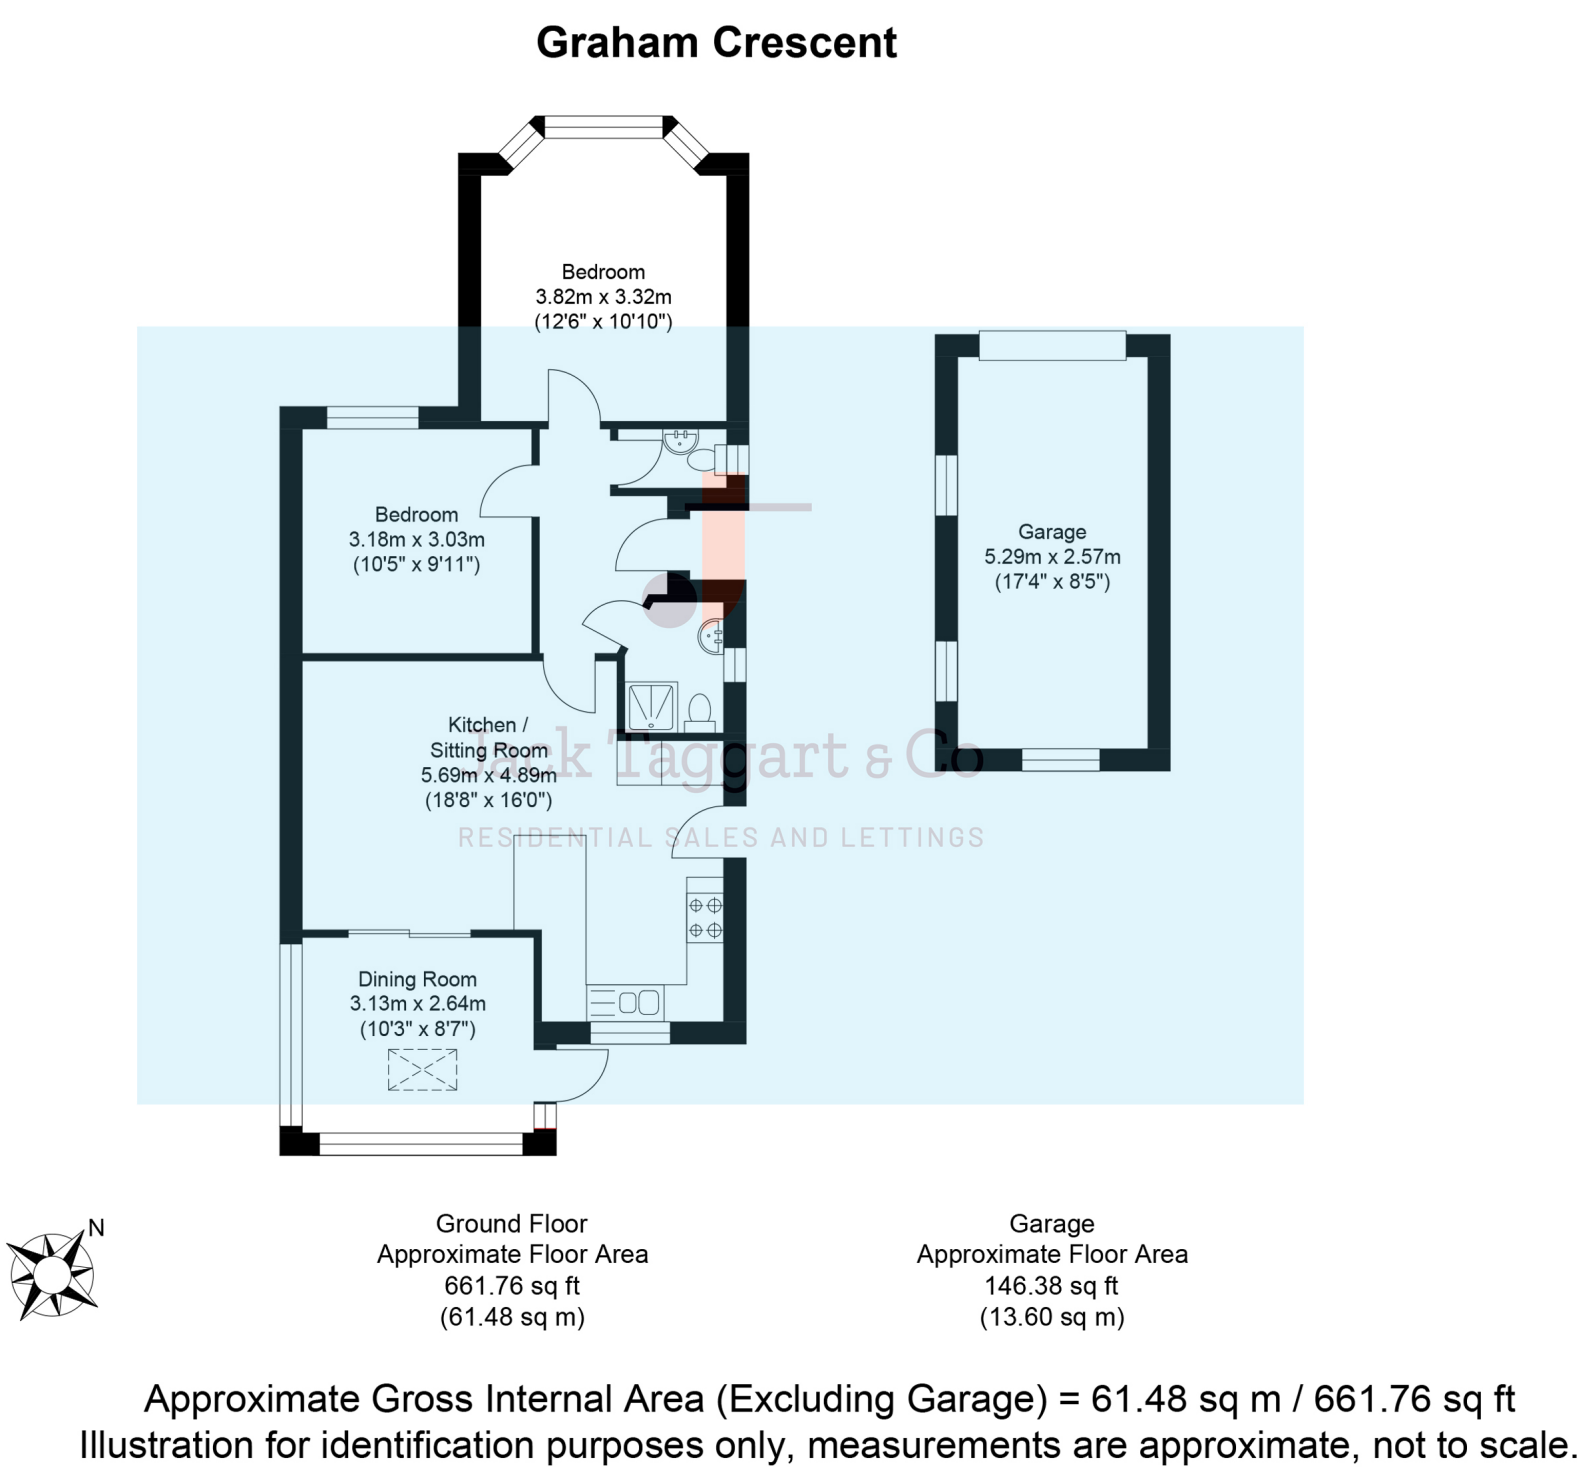 Graham Crescent
Bedroom
3.82m x 3.32m
(12'6" x 10'10")
Bedroom
3.18m x 3.03m
(10'5" x 9'11")
Garage
5.29m x 2.57m
(17'4" x 8'5")
Kitchen /
Sitting Room
5.69m x 4.89m
(18'8" x 16'0")
Jack Taggart & Co
RESIDENTIAL SALES AND LETTINGS
Dining Room
3.13m x 2.64m
(10'3" x 8'7")
N
Ground Floor
Approximate Floor Area
661.76 sq ft
(61.48 sq m)
Garage
Approximate Floor Area
146.38 sq ft
(13.60 sq m)
Approximate Gross Internal Area (Excluding Garage) = 61.48 sq m / 661.76 sq ft
Illustration for identification purposes only, measurements are approximate, not to scale.